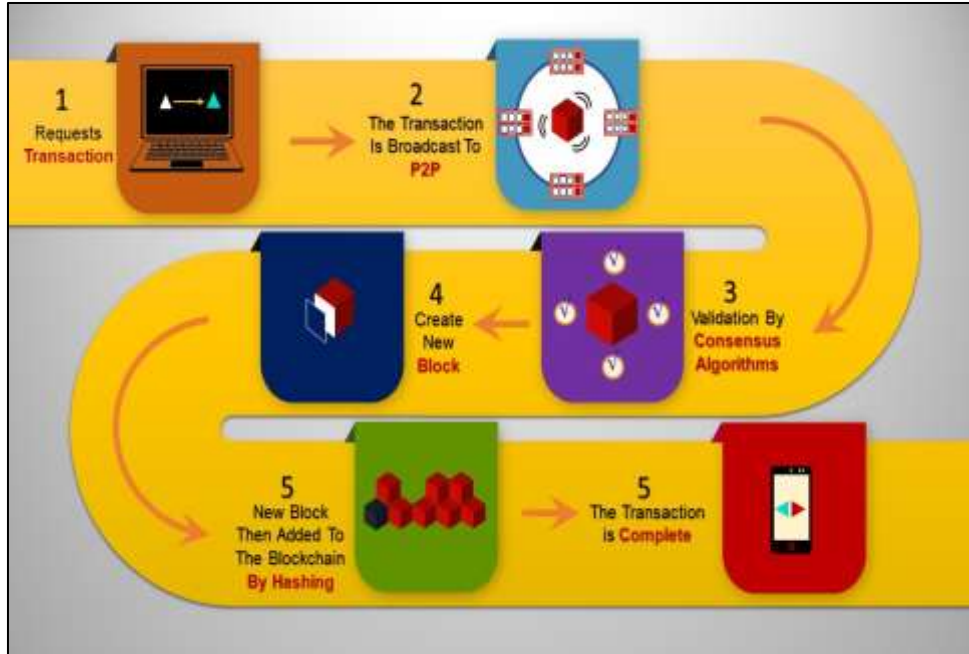 1
Requests
Transaction
2
The Transaction
Is Broadcast To
P2P
3
Validation By
Consensus
Algorithms
V
V
V
V
4
Create
New
Block
5
New Block
Then Added To
The Blockchain
By Hashing
5
The Transaction
is Complete